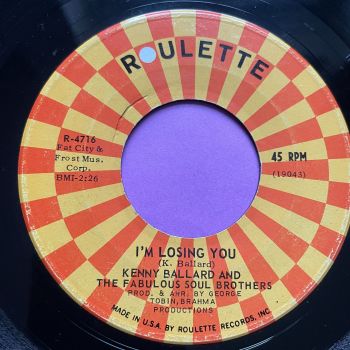 ROULETTE
R-4716
Fat City &
Frost Mus.
Corp.
BMI-2:26
45 RPM
(19043)
I'M LOSING YOU
(K. Ballard)
KENNY BALLARD AND
THE FABULOUS SOUL BROTHERS
PROD. & ARR. BY GEORGE
TOBIN, BRAHMA
PRODUCTIONS
MADE IN U.S.A. BY ROULETTE RECORDS, INC.